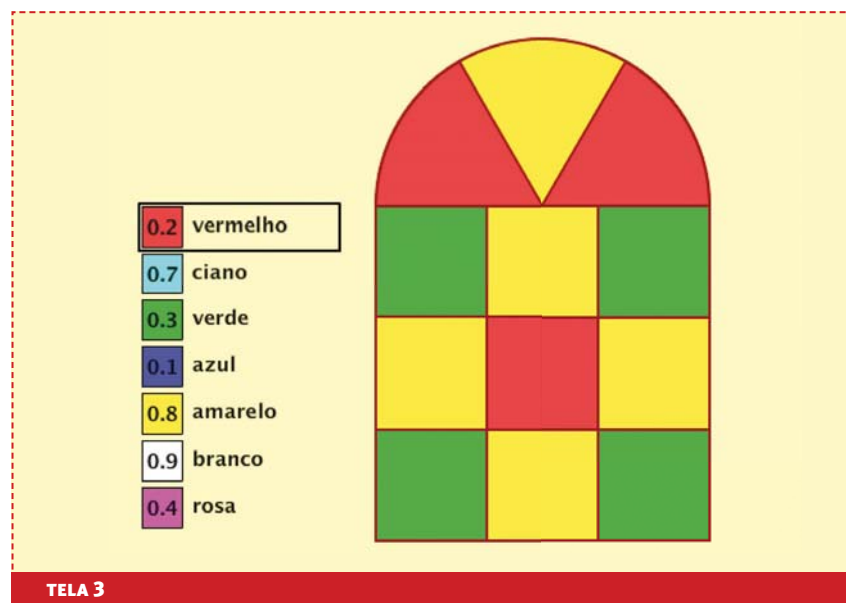 0.2 vermelho
0.7 ciano
0.3 verde
0.1 azul
0.8 amarelo
0.9 branco
0.4 rosa
TELA 3